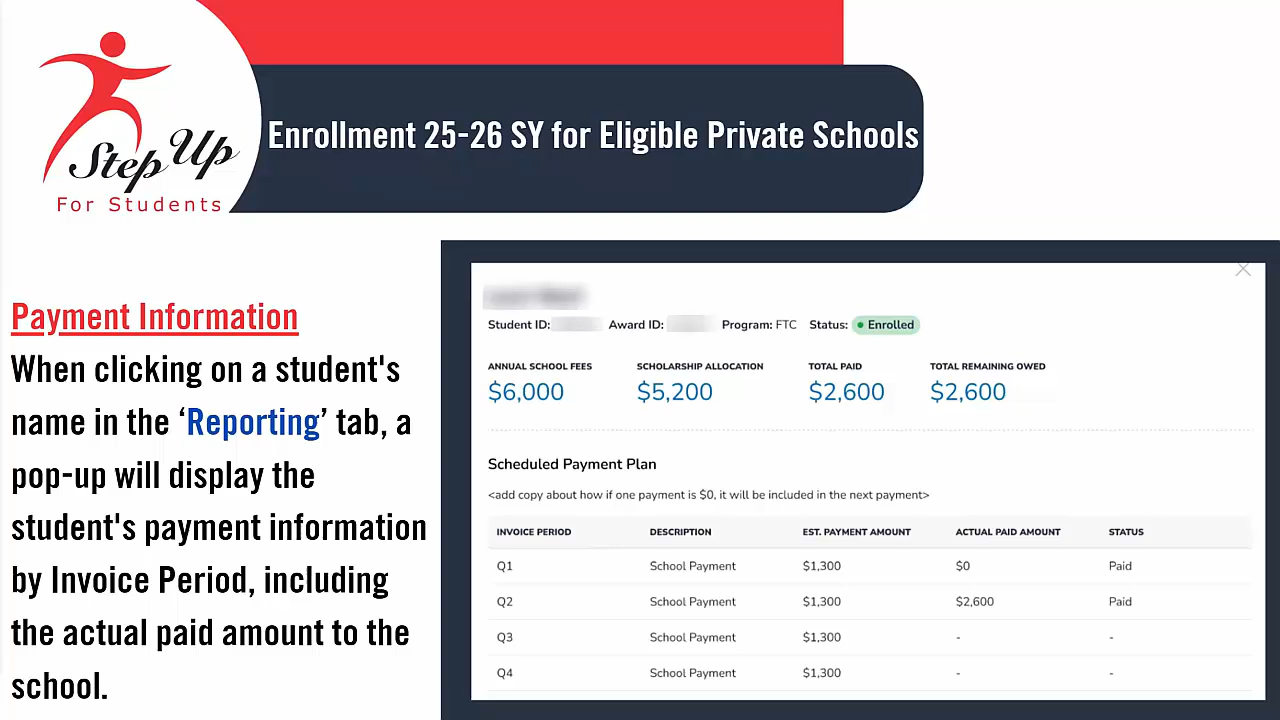 Step Up
For Students
Enrollment 25-26 SY for Eligible Private Schools
Payment Information
When clicking on a student's
name in the ‘Reporting’ tab, a
pop-up will display the
student's payment information
by Invoice Period, including
the actual paid amount to the
school.
Student ID: Award ID: Program: FTC Status: Enrolled
ANNUAL SCHOOL FEES SCHOLARSHIP ALLOCATION TOTAL PAID TOTAL REMAINING OWED
$6,000 $5,200 $2,600 $2,600
Scheduled Payment Plan
<add copy about how if one payment is $0, it will be included in the next payment>
INVOICE PERIOD DESCRIPTION EST. PAYMENT AMOUNT ACTUAL PAID AMOUNT STATUS
Q1 School Payment $1,300 $0 Paid
Q2 School Payment $1,300 $2,600 Paid
Q3 School Payment $1,300 - -
Q4 School Payment $1,300 - -